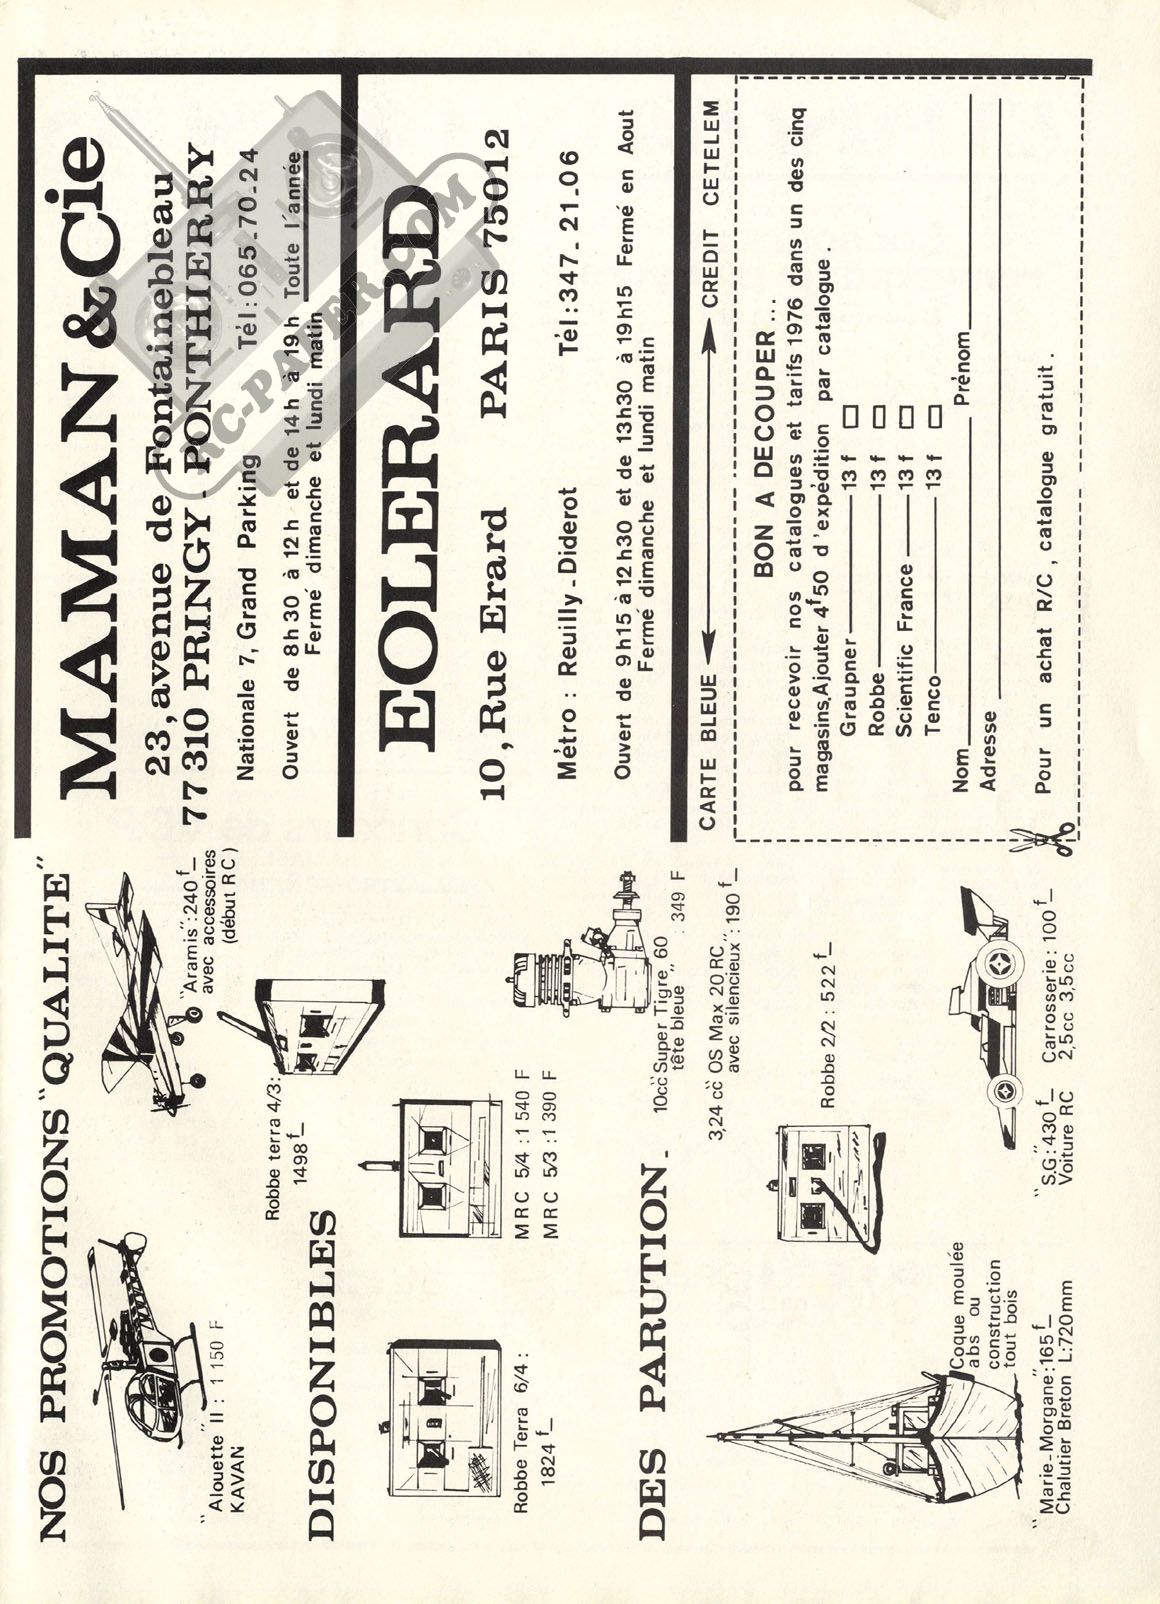 NOS PROMOTIONS "QUALITE"
"Alouette" II : 1 150 F
KAVAN
"Aramis": 240 f_
avec accessoires
(début RC)
Robbe terra 4/3:
1498 f_
DISPONIBLES
Robbe Terra 6/4 :
1824 f_
MRC 5/4 : 1 540 F
MRC 5/3 : 1 390 F
10cc "Super Tigre 60
tête bleue" : 349 F
DES PARUTION_
3,24 cc "OS Max 20 RC
avec silencieux" : 190 f_
Robbe 2/2 : 522 f_
Coque moulée
abs ou
construction
tout bois
"Marie-Morgane": 165 f_
Chalutier Breton L:720mm
"S.G": 430 f_
Voiture RC
Carrosserie : 100 f_
2,5cc 3,5cc
MAMAN & Cie
23, avenue de Fontainebleau
77 310 PRINGY - PONTHIERRY
Nationale 7, Grand Parking Tél: 065-70-24
Ouvert de 8h 30 à 12 h et de 14 h à 19 h Toute l'année
Fermé dimanche et lundi matin
EOLERARD
10, Rue Erard PARIS 75012
Métro : Reuilly-Diderot Tél: 347-21-06
Ouvert de 9h15 à 12h30 et de 13h30 à 19h15 Fermé en Aout
Fermé dimanche et lundi matin
CARTE BLEUE CREDIT CETELEM
BON A DECOUPER...
pour recevoir nos catalogues et tarifs 1976 dans un des cinq
magasins, Ajouter 4f50 d'expédition par catalogue.
Graupner 13 f
Robbe 13 f
Scientific France 13 f
Tenco 13 f
Nom Prénom
Adresse
Pour un achat R/C, catalogue gratuit.
RC-PAPER.COM